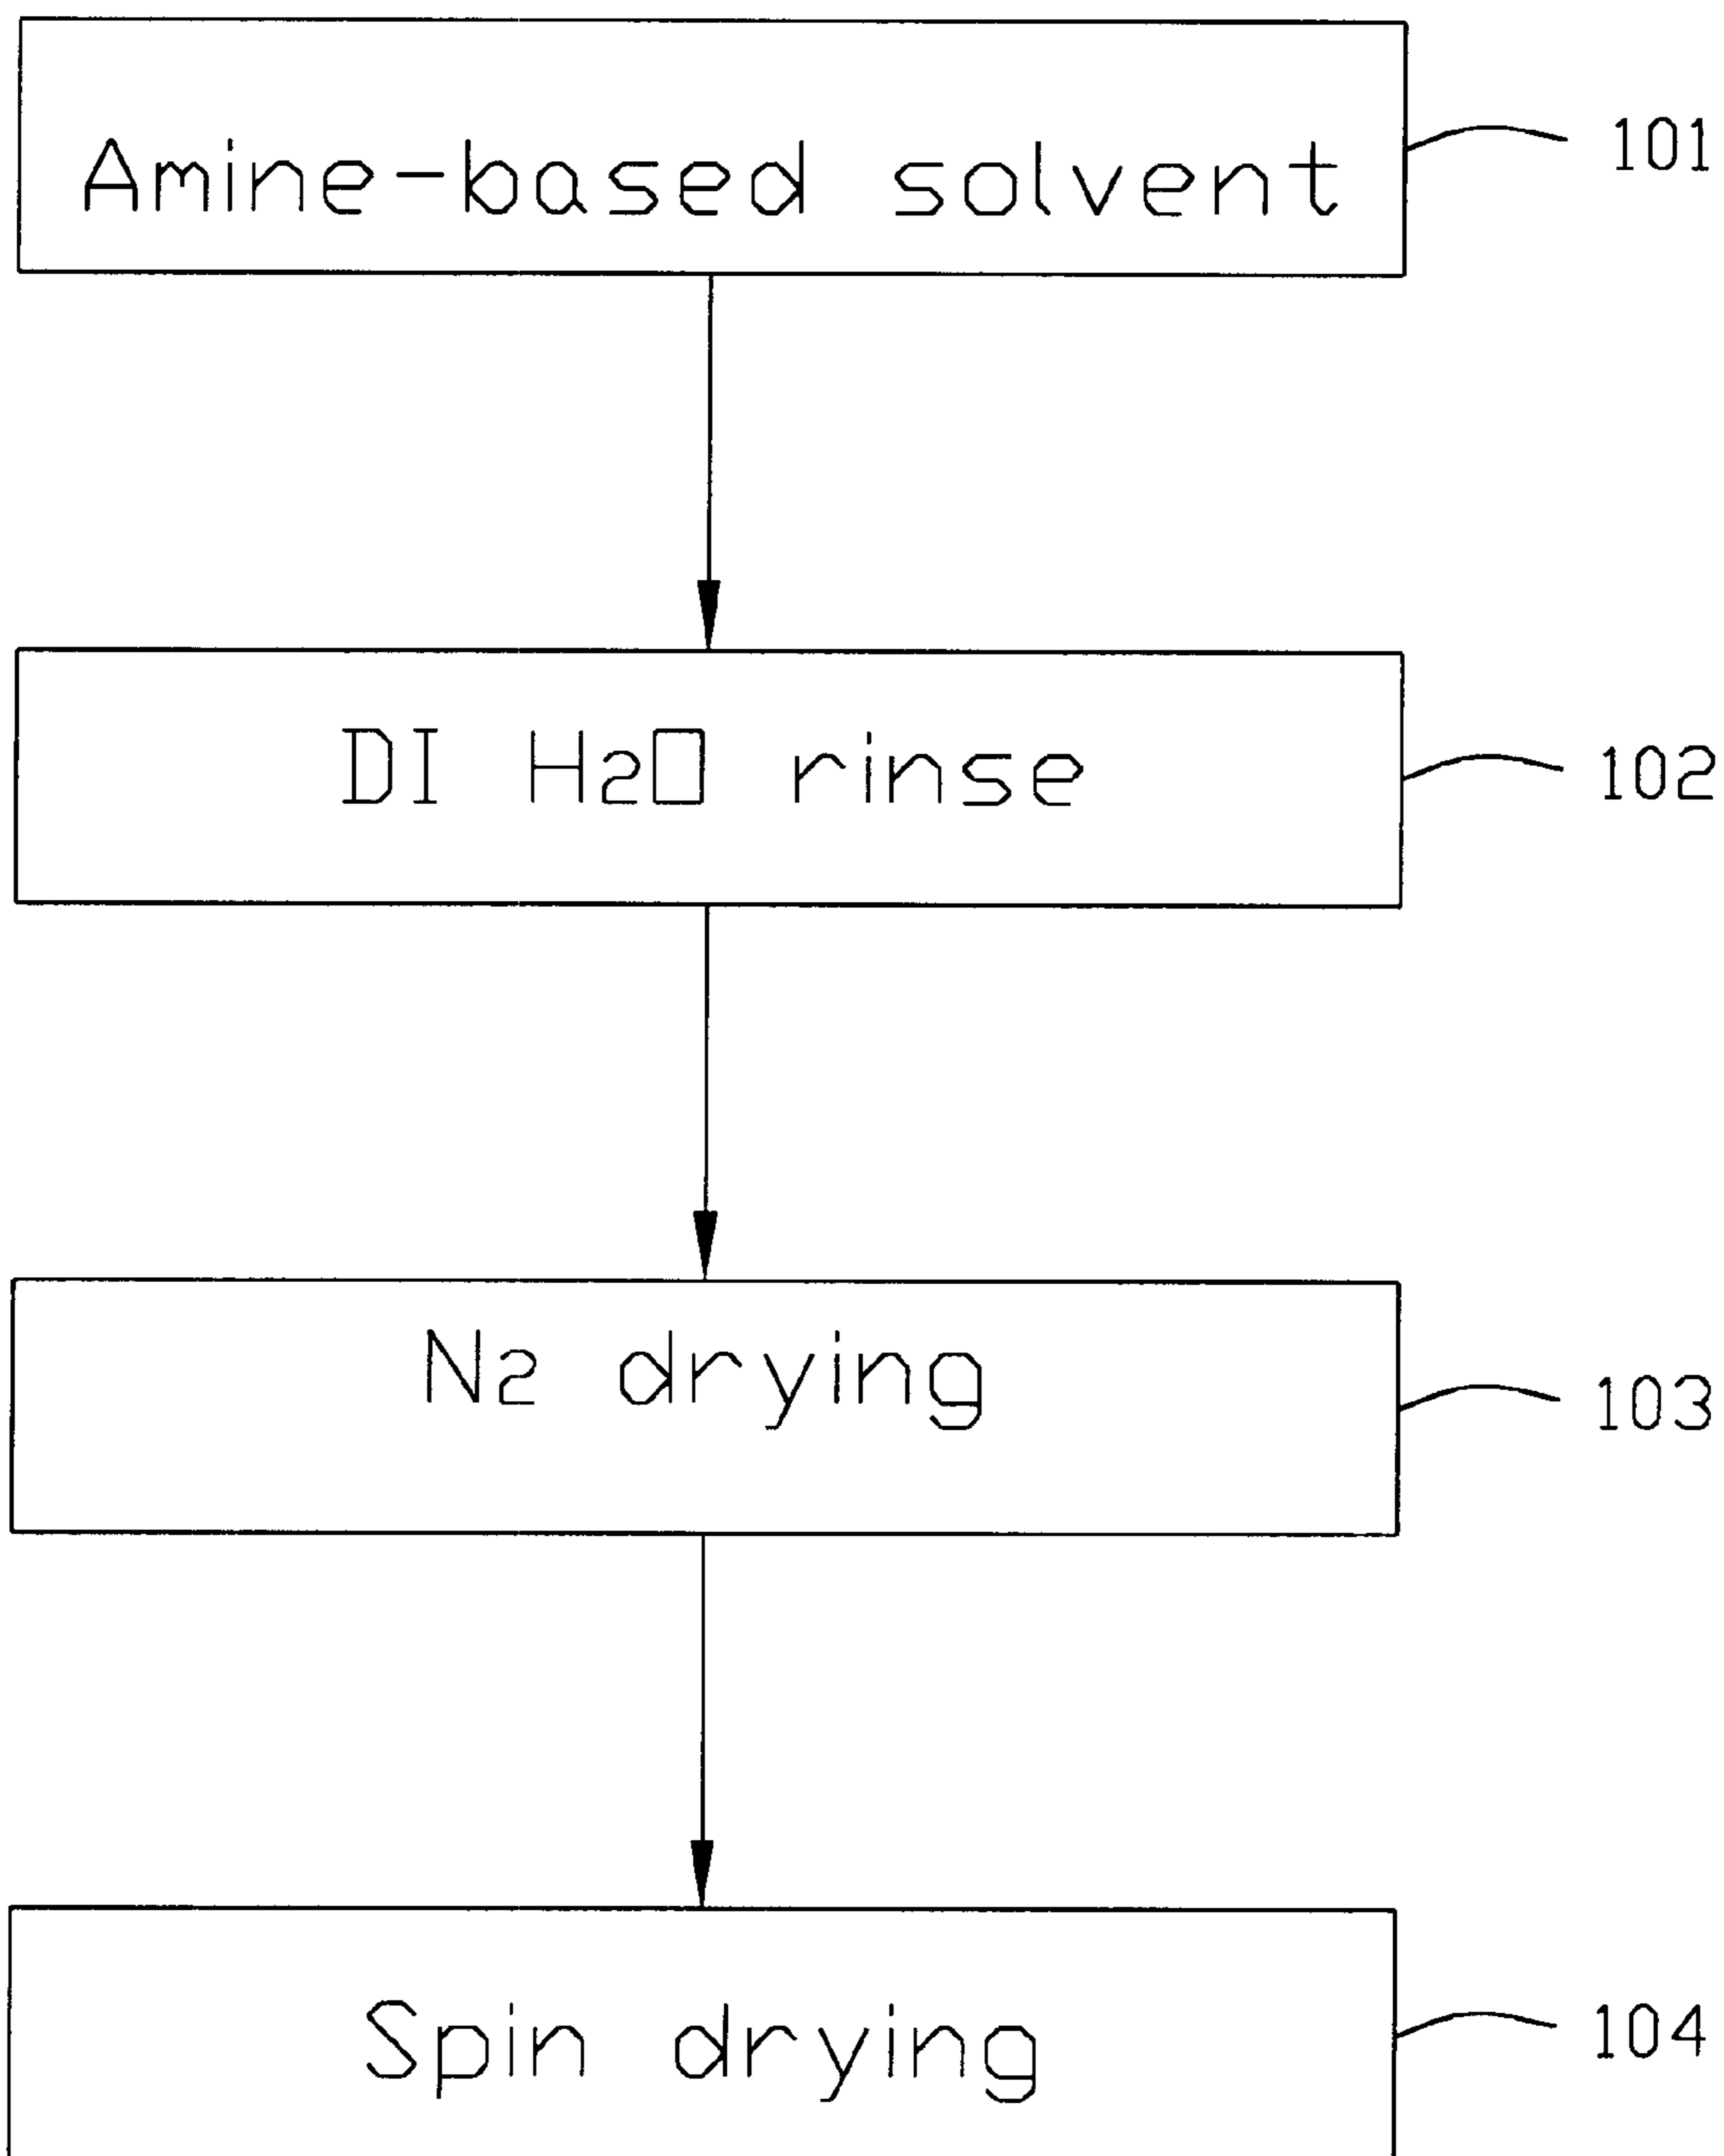 Amine-based solvent
101
DI H2O rinse
102
N2 drying
103
Spin drying
104